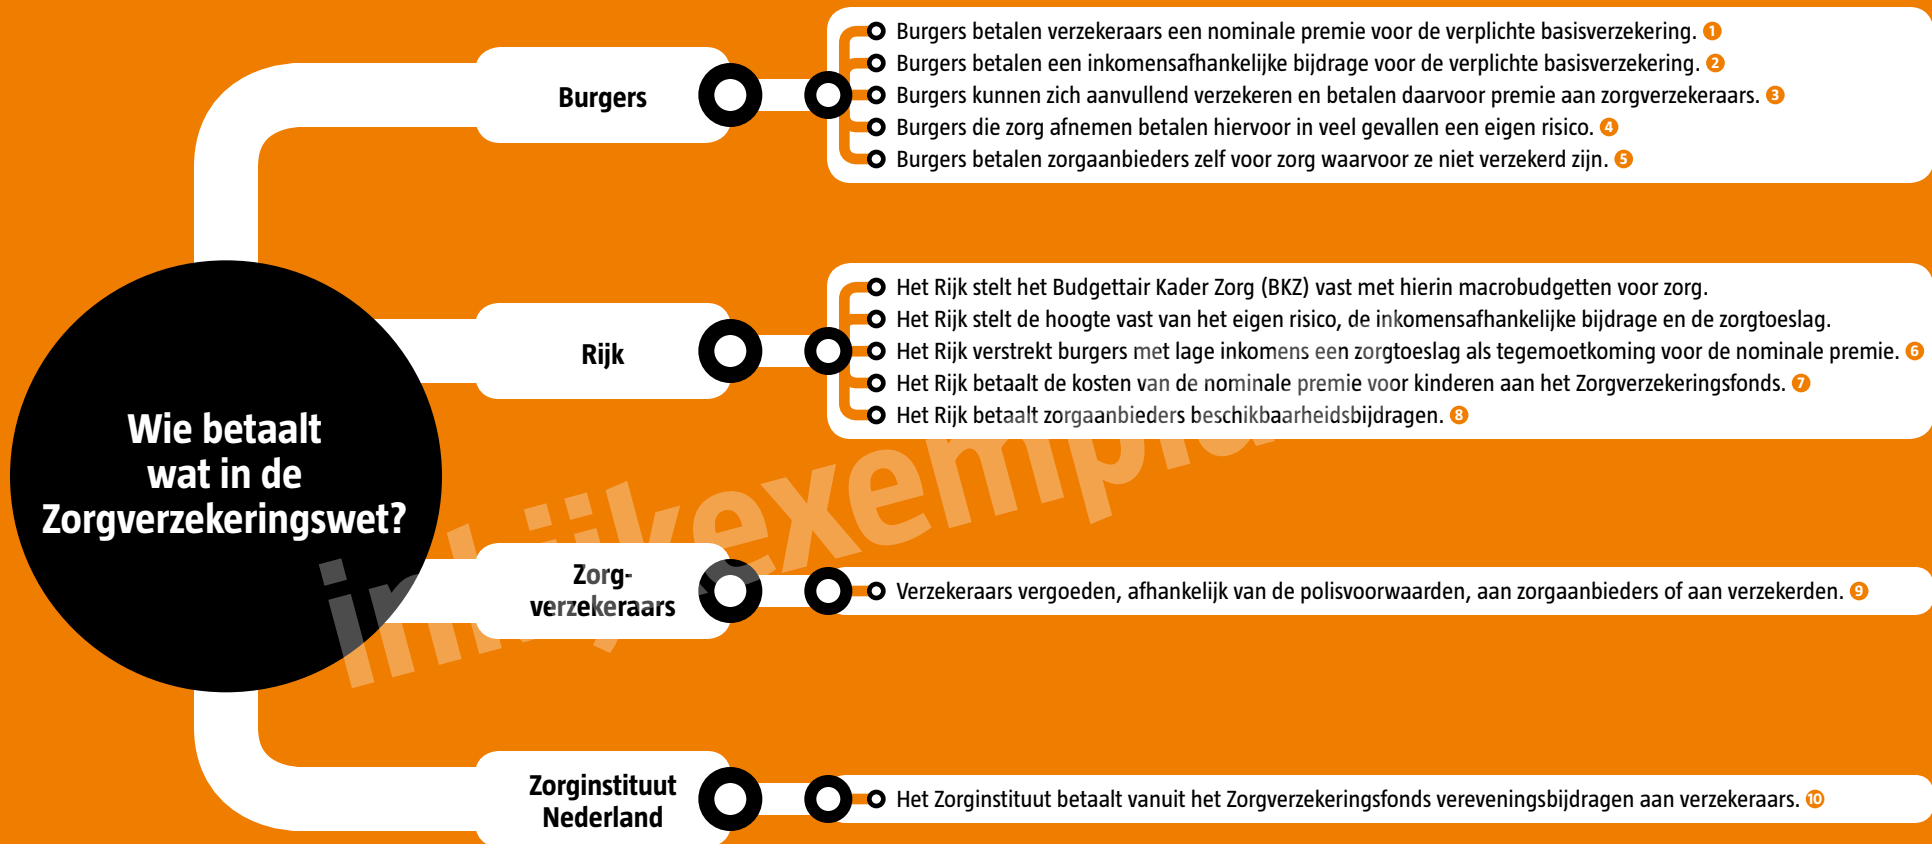 Wie betaalt
wat in de
Zorgverzekeringswet?
Burgers
Burgers betalen verzekeraars een nominale premie voor de verplichte basisverzekering. 1
Burgers betalen een inkomensafhankelijke bijdrage voor de verplichte basisverzekering. 2
Burgers kunnen zich aanvullend verzekeren en betalen daarvoor premie aan zorgverzekeraars. 3
Burgers die zorg afnemen betalen hiervoor in veel gevallen een eigen risico. 4
Burgers betalen zorgaanbieders zelf voor zorg waarvoor ze niet verzekerd zijn. 5
Rijk
Het Rijk stelt het Budgettair Kader Zorg (BKZ) vast met hierin macrobudgetten voor zorg.
Het Rijk stelt de hoogte vast van het eigen risico, de inkomensafhankelijke bijdrage en de zorgtoeslag.
Het Rijk verstrekt burgers met lage inkomens een zorgtoeslag als tegemoetkoming voor de nominale premie. 6
Het Rijk betaalt de kosten van de nominale premie voor kinderen aan het Zorgverzekeringsfonds. 7
Het Rijk betaalt zorgaanbieders beschikbaarheidsbijdragen. 8
Zorg-
verzekeraars
Verzekeraars vergoeden, afhankelijk van de polisvoorwaarden, aan zorgaanbieders of aan verzekerden. 9
Zorginstituut
Nederland
Het Zorginstituut betaalt vanuit het Zorgverzekeringsfonds vereveningsbijdragen aan verzekeraars. 10